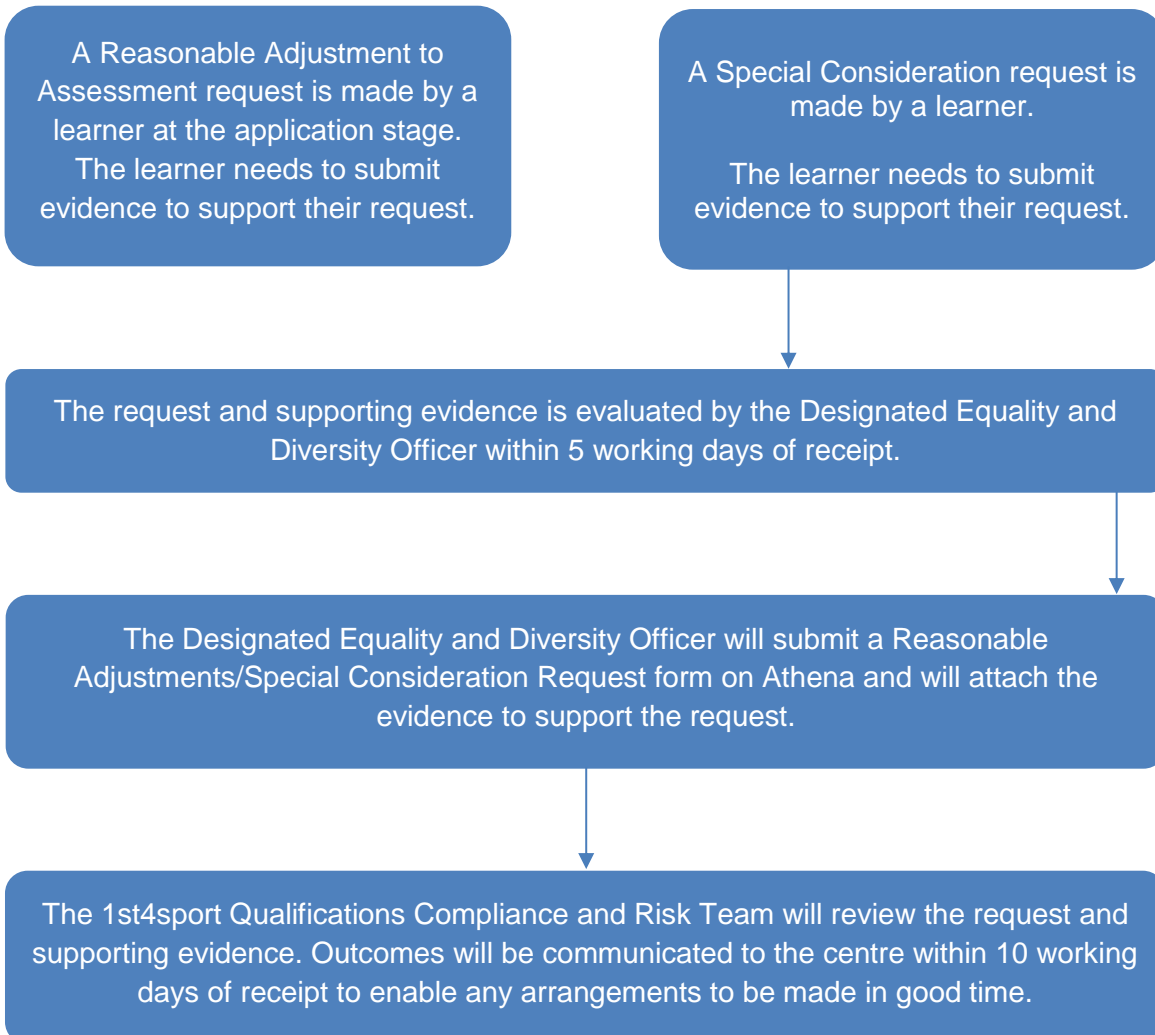 A Reasonable Adjustment to
Assessment request is made by a
learner at the application stage.
The learner needs to submit
evidence to support their request.
A Special Consideration request is
made by a learner.
The learner needs to submit
evidence to support their request.
The request and supporting evidence is evaluated by the Designated Equality and
Diversity Officer within 5 working days of receipt.
The Designated Equality and Diversity Officer will submit a Reasonable
Adjustments/Special Consideration Request form on Athena and will attach the
evidence to support the request.
The 1st4sport Qualifications Compliance and Risk Team will review the request and
supporting evidence. Outcomes will be communicated to the centre within 10 working
days of receipt to enable any arrangements to be made in good time.